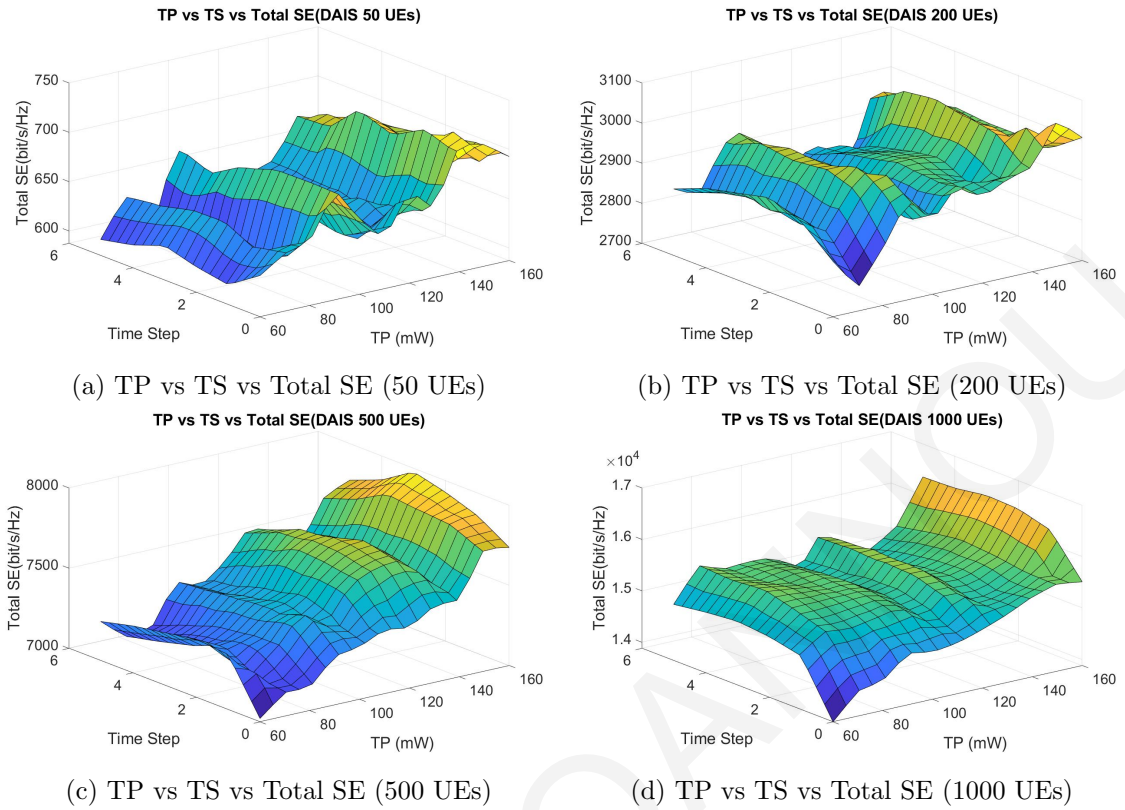 TP vs TS vs Total SE(DAIS 50 UEs)
750
700
650
600
Total SE(bit/s/Hz)
6
4
2
0
Time Step
60
80
100
120
140
160
TP (mW)
(a) TP vs TS vs Total SE (50 UEs)
TP vs TS vs Total SE(DAIS 200 UEs)
3100
3000
2900
2800
2700
Total SE(bit/s/Hz)
6
4
2
0
Time Step
60
80
100
120
140
160
TP (mW)
(b) TP vs TS vs Total SE (200 UEs)
TP vs TS vs Total SE(DAIS 500 UEs)
8000
7500
7000
Total SE(bit/s/Hz)
6
4
2
0
Time Step
60
80
100
120
140
160
TP (mW)
(c) TP vs TS vs Total SE (500 UEs)
TP vs TS vs Total SE(DAIS 1000 UEs)
×10⁴
1.7
1.6
1.5
1.4
Total SE(bit/s/Hz)
6
4
2
0
Time Step
60
80
100
120
140
160
TP (mW)
(d) TP vs TS vs Total SE (1000 UEs)